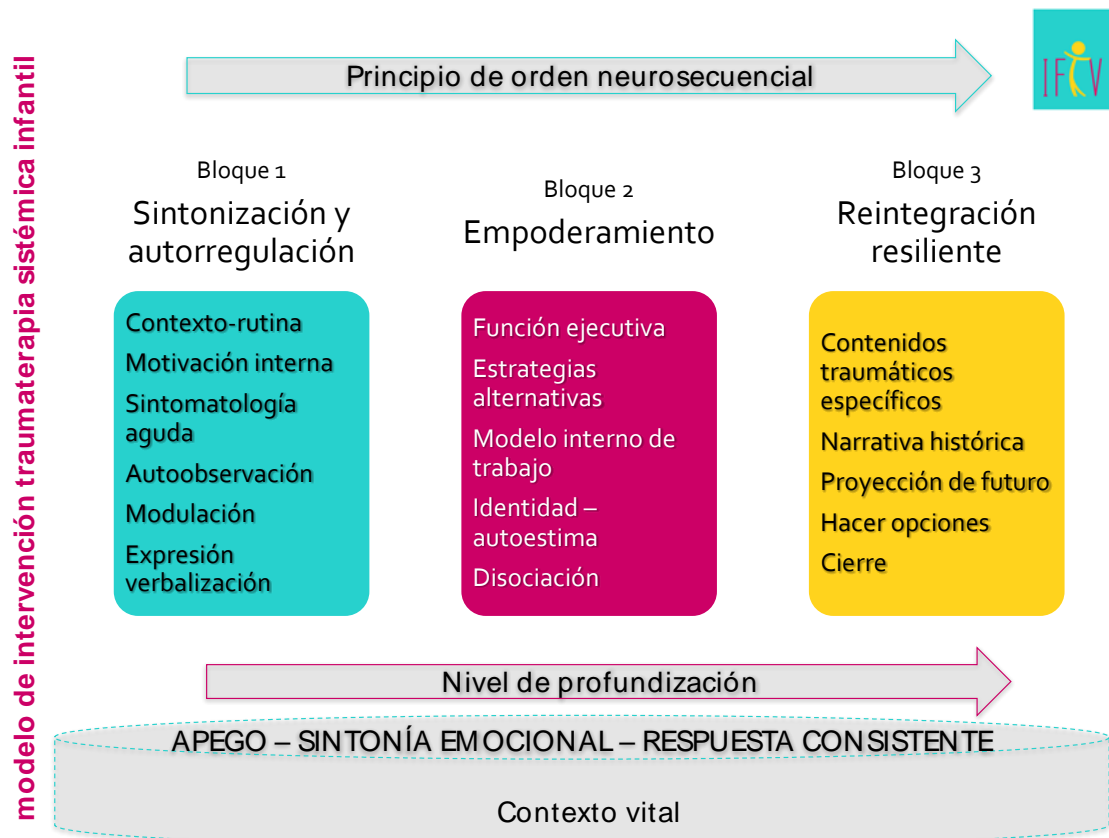 modelo de intervención traumaterapia sistémica infantil
Principio de orden neurosecuencial
IFIV
Bloque 1
Sintonización y
autorregulación
Contexto-rutina
Motivación interna
Sintomatología
aguda
Autoobservación
Modulación
Expresión
verbalización
Bloque 2
Empoderamiento
Función ejecutiva
Estrategias
alternativas
Modelo interno de
trabajo
Identidad –
autoestima
Disociación
Bloque 3
Reintegración
resiliente
Contenidos
traumáticos
específicos
Narrativa histórica
Proyección de futuro
Hacer opciones
Cierre
Nivel de profundización
APEGO – SINTONÍA EMOCIONAL – RESPUESTA CONSISTENTE
Contexto vital